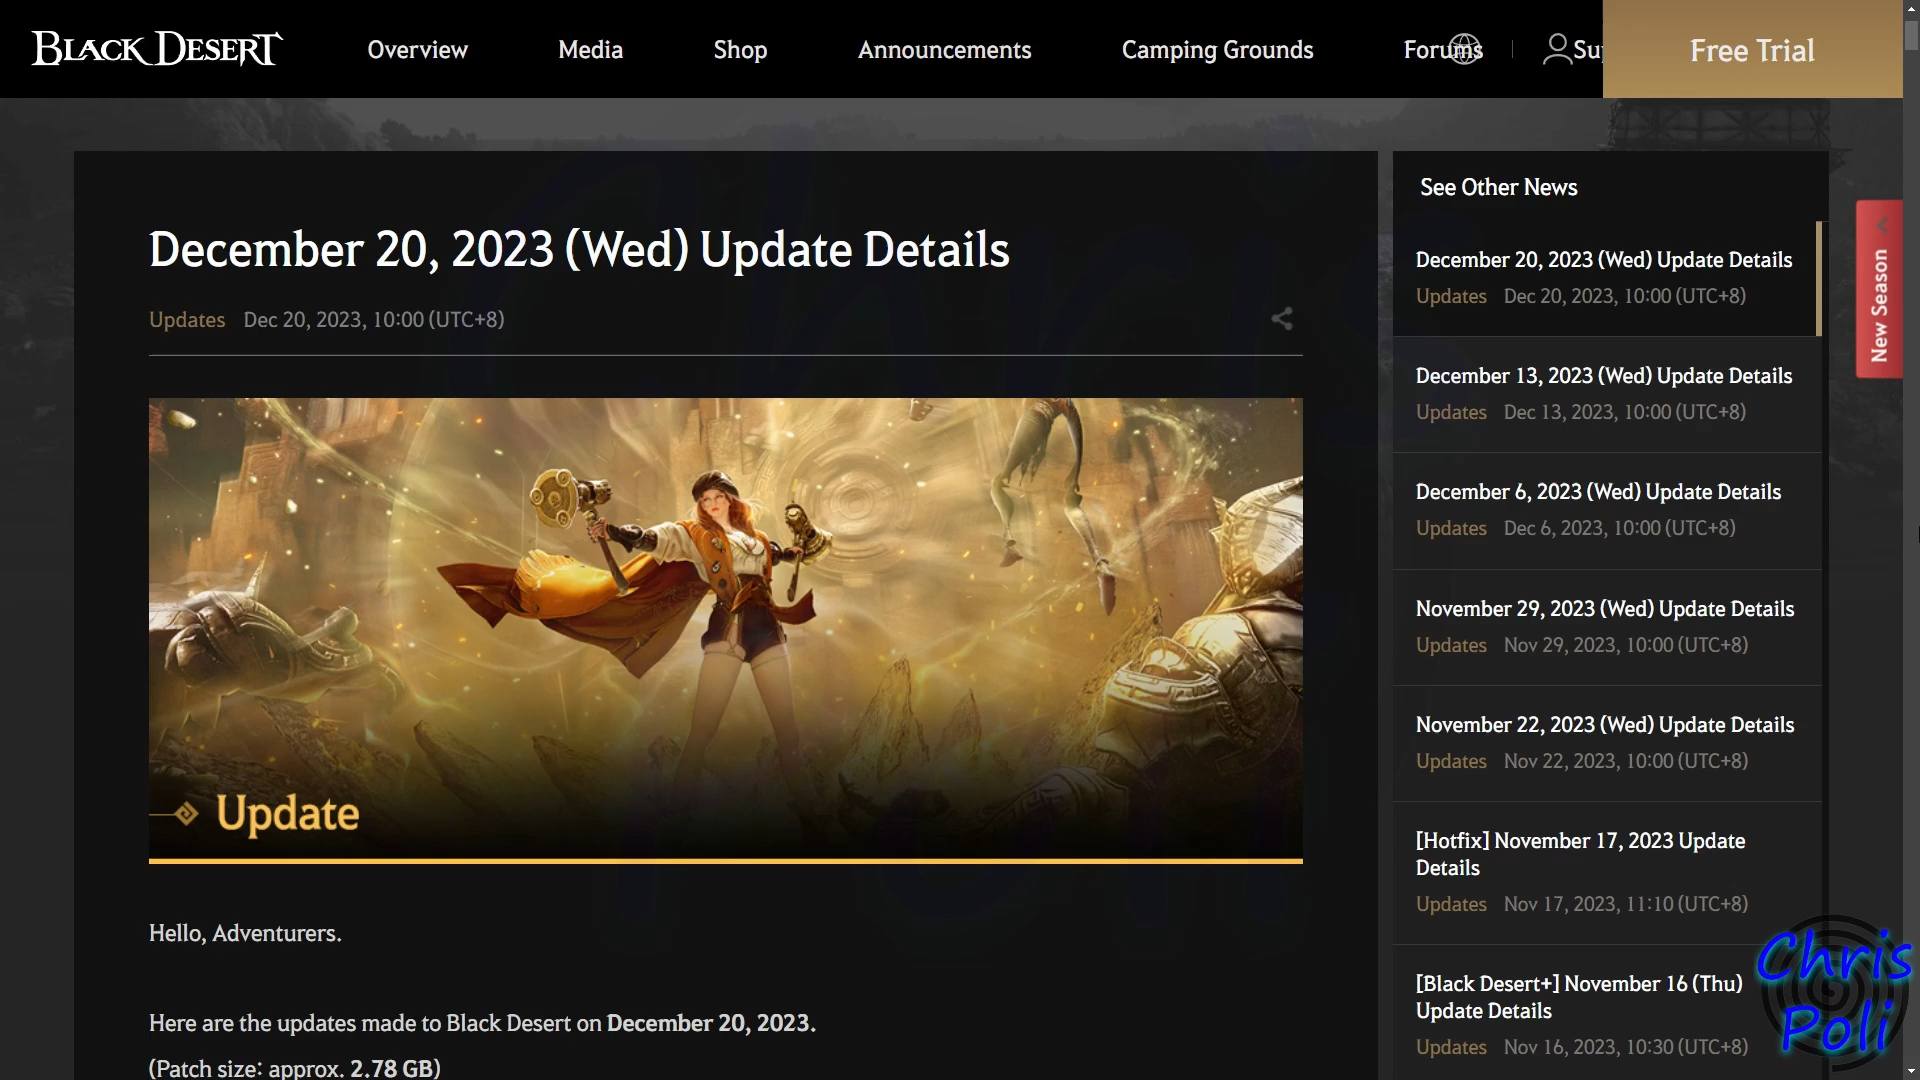 BLACK DESERT
Overview
Media
Shop
Announcements
Camping Grounds
Forums
Free Trial
December 20, 2023 (Wed) Update Details
Updates Dec 20, 2023, 10:00 (UTC+8)
Update
Hello, Adventurers.
Here are the updates made to Black Desert on December 20, 2023.
(Patch size: approx. 2.78 GB)
See Other News
December 20, 2023 (Wed) Update Details
Updates Dec 20, 2023, 10:00 (UTC+8)
December 13, 2023 (Wed) Update Details
Updates Dec 13, 2023, 10:00 (UTC+8)
December 6, 2023 (Wed) Update Details
Updates Dec 6, 2023, 10:00 (UTC+8)
November 29, 2023 (Wed) Update Details
Updates Nov 29, 2023, 10:00 (UTC+8)
November 22, 2023 (Wed) Update Details
Updates Nov 22, 2023, 10:00 (UTC+8)
[Hotfix] November 17, 2023 Update
Details
Updates Nov 17, 2023, 11:10 (UTC+8)
[Black Desert+] November 16 (Thu)
Update Details
Updates Nov 16, 2023, 10:30 (UTC+8)
New Season
Chris
Poli